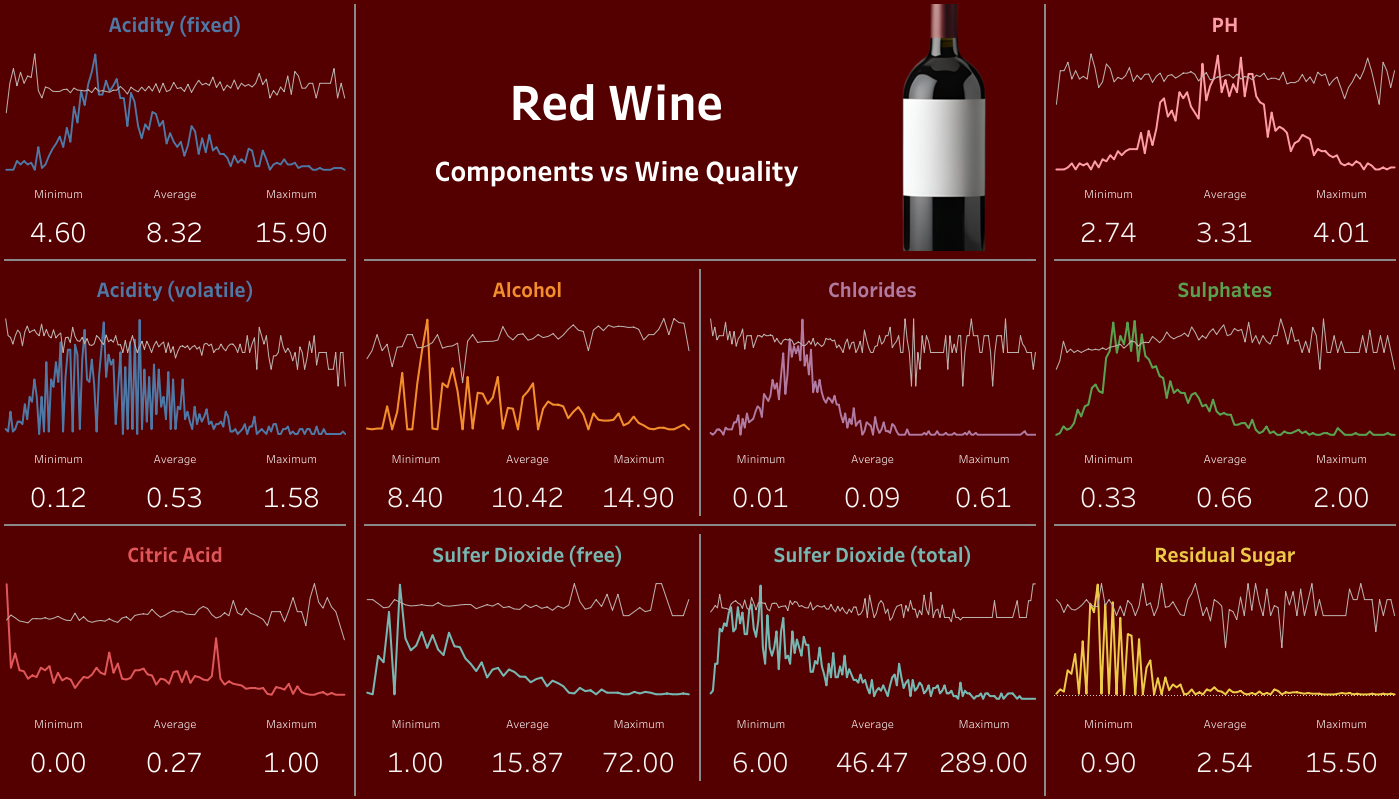 Acidity (fixed)
Minimum Average Maximum
4.60 8.32 15.90
Red Wine
Components vs Wine Quality
PH
Minimum Average Maximum
2.74 3.31 4.01
Acidity (volatile)
Minimum Average Maximum
0.12 0.53 1.58
Alcohol
Minimum Average Maximum
8.40 10.42 14.90
Chlorides
Minimum Average Maximum
0.01 0.09 0.61
Sulphates
Minimum Average Maximum
0.33 0.66 2.00
Citric Acid
Minimum Average Maximum
0.00 0.27 1.00
Sulfer Dioxide (free)
Minimum Average Maximum
1.00 15.87 72.00
Sulfer Dioxide (total)
Minimum Average Maximum
6.00 46.47 289.00
Residual Sugar
Minimum Average Maximum
0.90 2.54 15.50